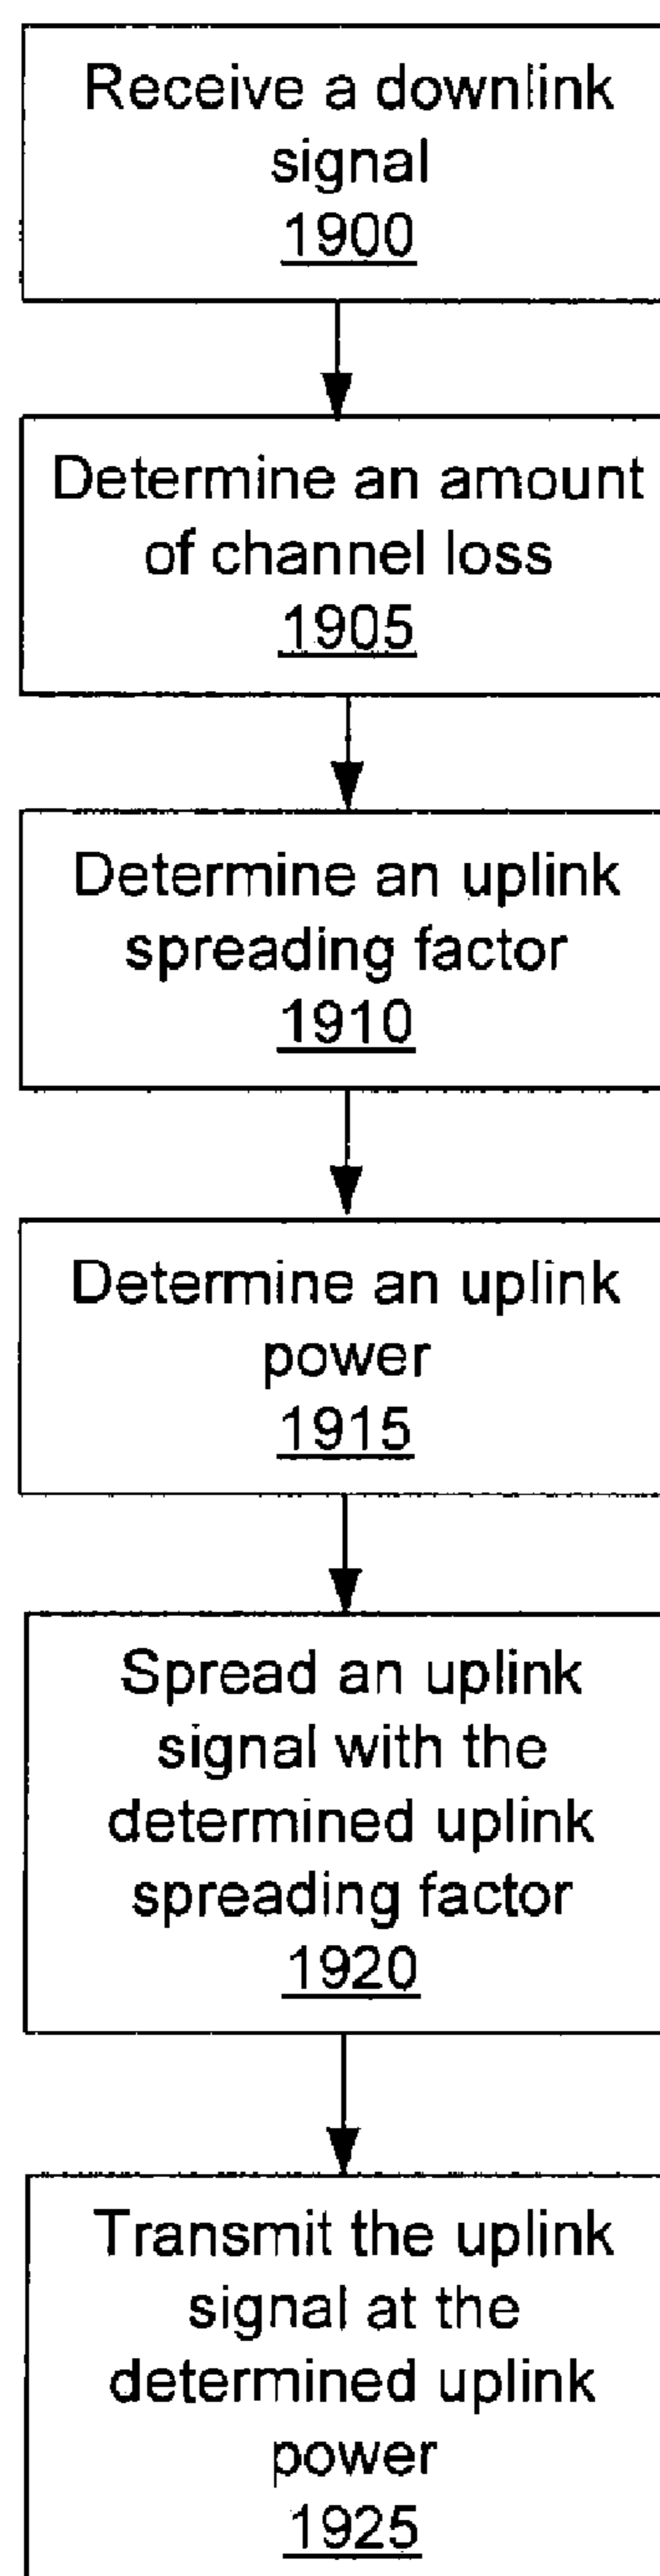 Receive a downlink
signal
1900
Determine an amount
of channel loss
1905
Determine an uplink
spreading factor
1910
Determine an uplink
power
1915
Spread an uplink
signal with the
determined uplink
spreading factor
1920
Transmit the uplink
signal at the
determined uplink
power
1925